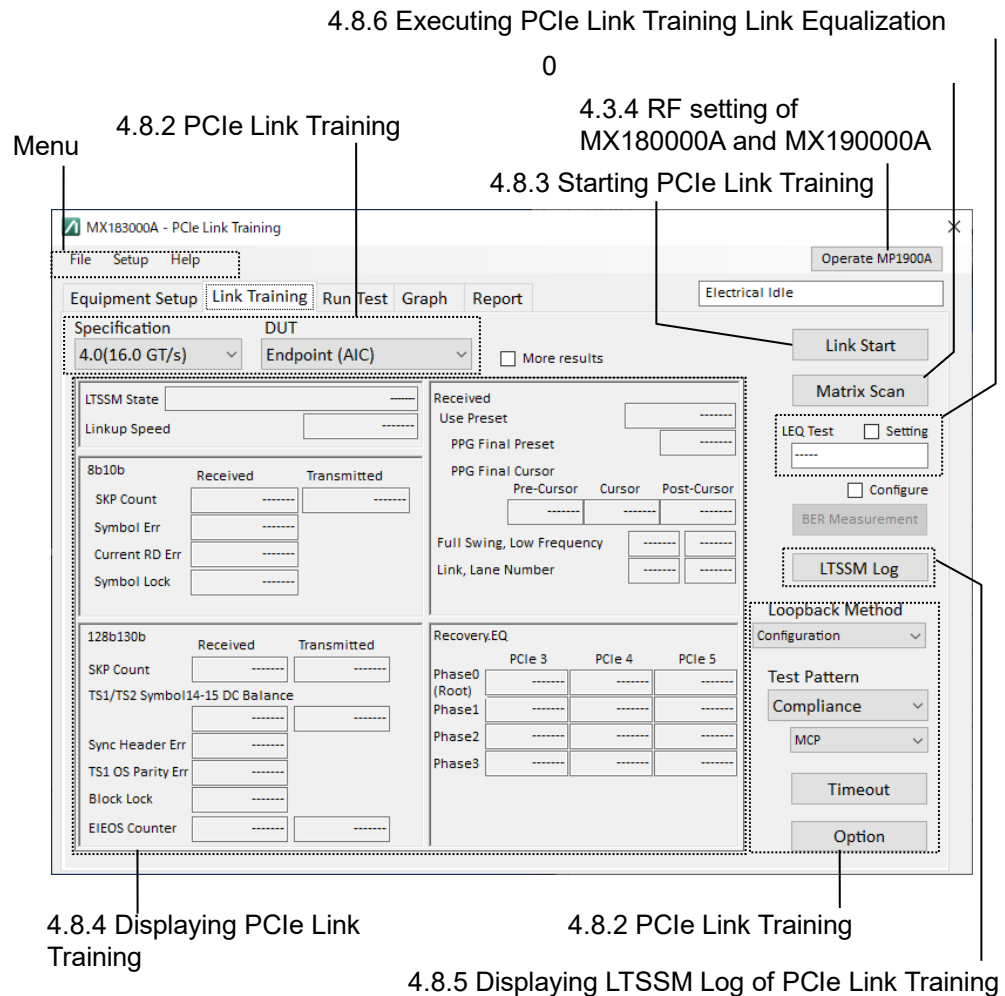 4.8.6 Executing PCIe Link Training Link Equalization
0
4.3.4 RF setting of
MX180000A and MX190000A
4.8.2 PCIe Link Training
Menu
4.8.3 Starting PCIe Link Training
MX183000A - PCIe Link Training
File Setup Help
Operate MP1900A
Equipment Setup Link Training Run Test Graph Report
Electrical Idle
Specification DUT
4.0(16.0 GT/s) Endpoint (AIC)
More results
Link Start
Matrix Scan
LEQ Test Setting
-----
Configure
BER Measurement
LTSSM Log
LTSSM State -------
Linkup Speed -------
8b10b Received Transmitted
SKP Count ------- -------
Symbol Err -------
Current RD Err -------
Symbol Lock -------
Received
Use Preset -------
PPG Final Preset -------
PPG Final Cursor
Pre-Cursor Cursor Post-Cursor
------- ------- -------
Full Swing, Low Frequency ------- -------
Link, Lane Number ------- -------
128b130b Received Transmitted
SKP Count ------- -------
TS1/TS2 Symbol14-15 DC Balance
------- -------
Sync Header Err -------
TS1 OS Parity Err -------
Block Lock -------
EIEOS Counter ------- -------
Recovery.EQ
PCIe 3 PCIe 4 PCIe 5
Phase0 ------- ------- -------
(Root)
Phase1 ------- ------- -------
Phase2 ------- ------- -------
Phase3 ------- ------- -------
Loopback Method
Configuration
Test Pattern
Compliance
MCP
Timeout
Option
4.8.4 Displaying PCIe Link
Training
4.8.2 PCIe Link Training
4.8.5 Displaying LTSSM Log of PCIe Link Training